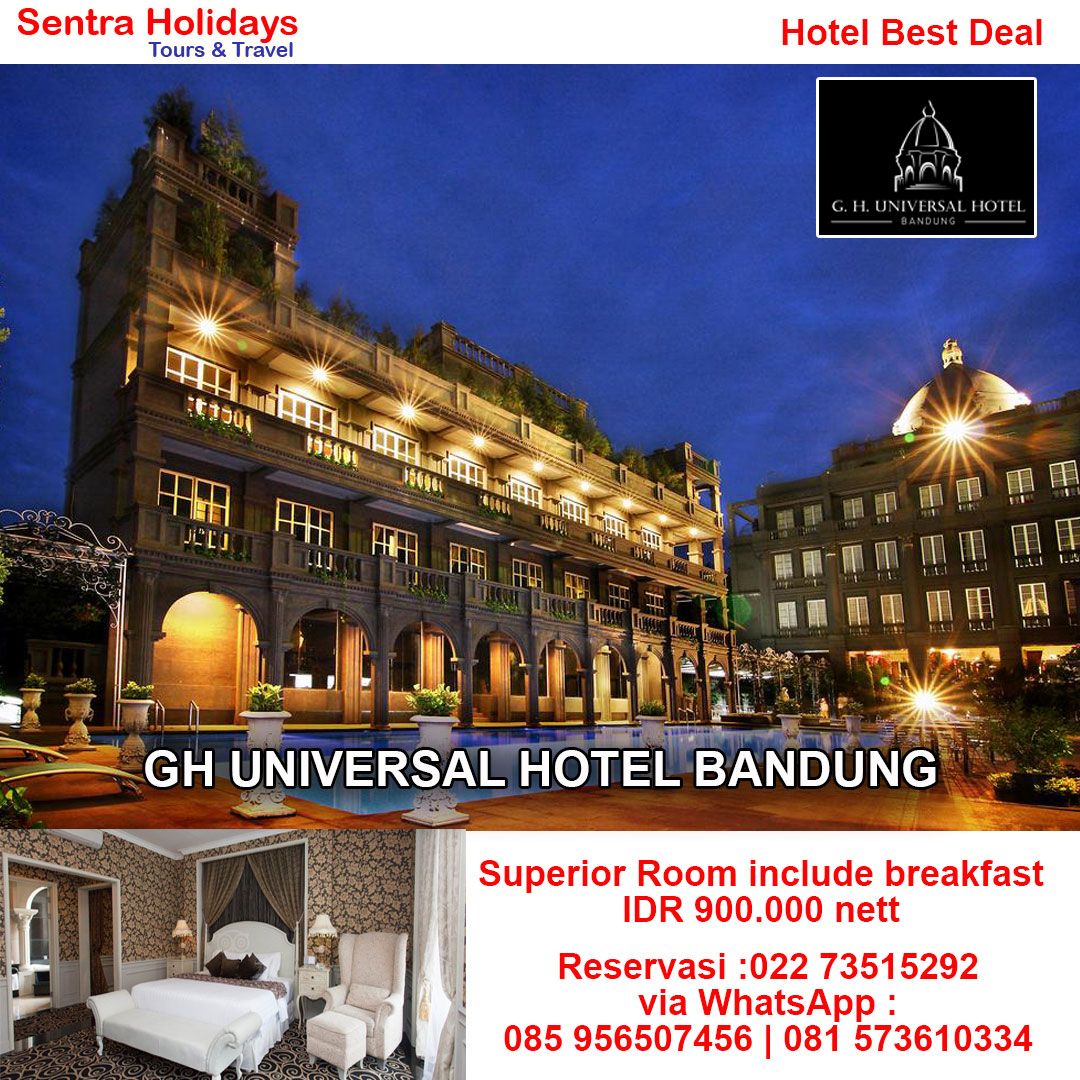 Sentra Holidays
Tours & Travel
Hotel Best Deal
G. H. UNIVERSAL HOTEL
BANDUNG
GH UNIVERSAL HOTEL BANDUNG
Superior Room include breakfast
IDR 900.000 nett
Reservasi :022 73515292
via WhatsApp :
085 956507456 | 081 573610334